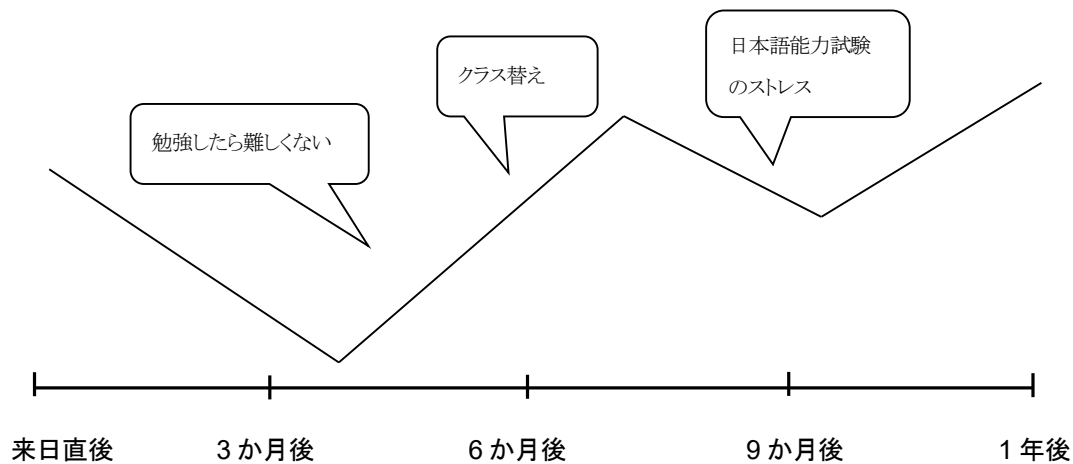 勉強したら難しくない
クラス替え
日本語能力試験
のストレス
来日直後
3か月後
6か月後
9か月後
1年後